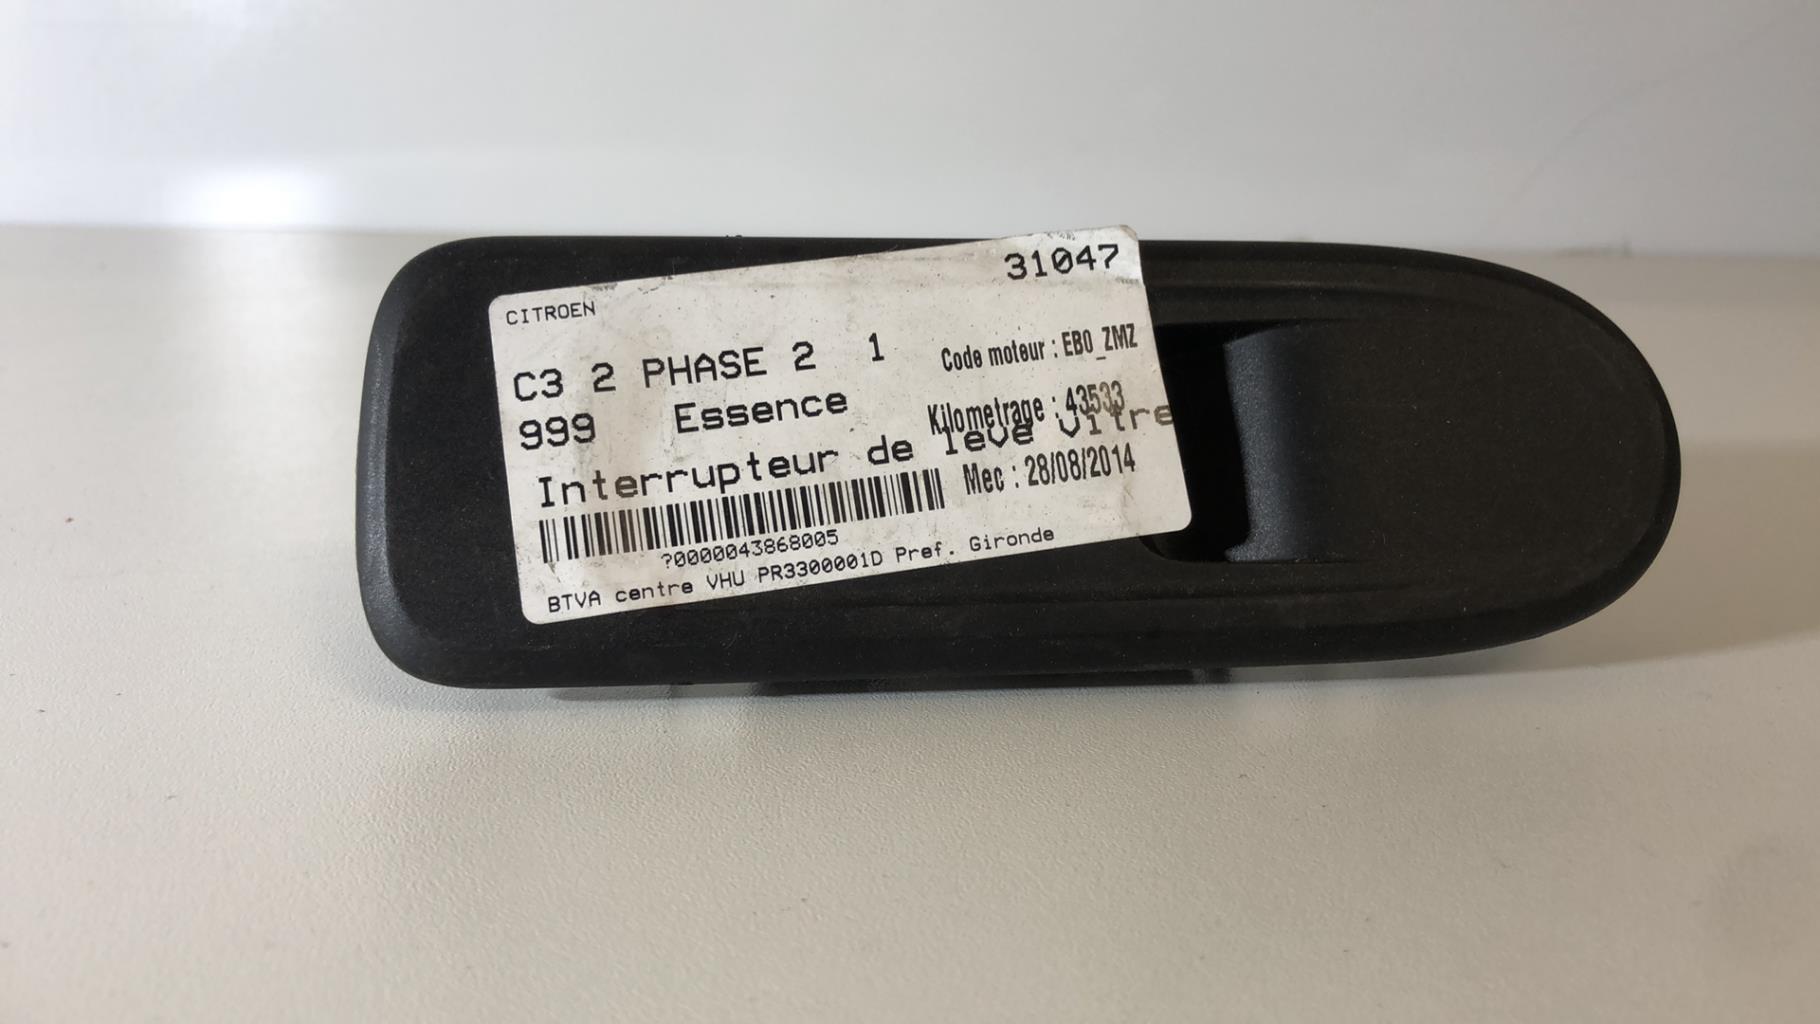 31047
CITROEN
C3 2 PHASE 2 1
Code moteur : EB0_ZMZ
999 Essence
Kilometrage : 43533
Interrupteur de leve vitre
Mec : 28/08/2014
?0000043868005
BTVA centre VHU PR3300001D Pref. Gironde